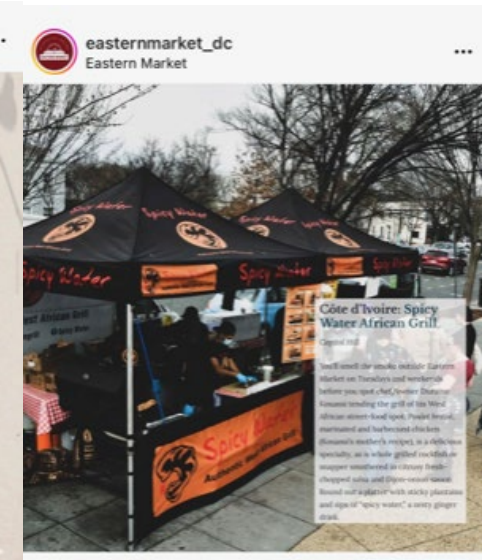 easternmarket_dc
Eastern Market
Spicy Water
Spicy Water
Spicy Water
Spicy Water
Spicy Water
Spicy Water
West African Grill
Spicy Water
Authentic West African Grill
Côte d'Ivoire: Spicy
Water African Grill
Capitol Hill
You'll smell the smoke outside Eastern
Market on Tuesdays and weekends
before you spot chef/owner
tending the grill of his West
African street-food spot. Poulet braisé,
marinated and barbecued chicken
(Kouamé's mother's recipe), is a delicious
specialty, as is whole grilled rockfish or
snapper smothered in citrusy fresh-
chopped salsa and Dijon-onion sauce.
Round out a platter with sticky plantains
and sips of "spicy water," a zesty ginger
drink.